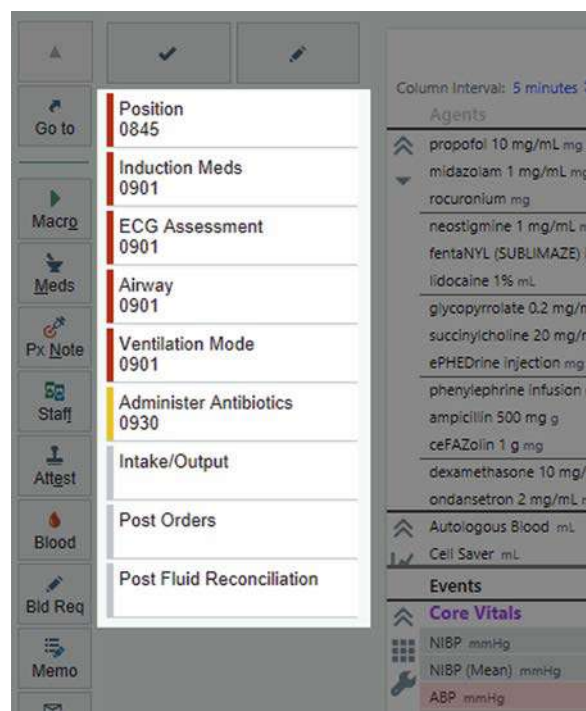 Go to
Macro
Meds
Px Note
Staff
Attest
Blood
Bld Req
Memo
Position
0845
Induction Meds
0901
ECG Assessment
0901
Airway
0901
Ventilation Mode
0901
Administer Antibiotics
0930
Intake/Output
Post Orders
Post Fluid Reconciliation
Column Interval: 5 minutes
Agents
propofol 10 mg/mL mg
midazolam 1 mg/mL mg
rocuronium mg
neostigmine 1 mg/mL
fentaNYL (SUBLIMAZE)
lidocaine 1% mL
glycopyrrolate 0.2 mg/
succinylcholine 20 mg/
ePHEDrine injection mg
phenylephrine infusion
ampicillin 500 mg g
ceFAZolin 1 g mg
dexamethasone 10 mg/
ondansetron 2 mg/mL
Autologous Blood mL
Cell Saver mL
Events
Core Vitals
NIBP mmHg
NIBP (Mean) mmHg
ABP mmHg